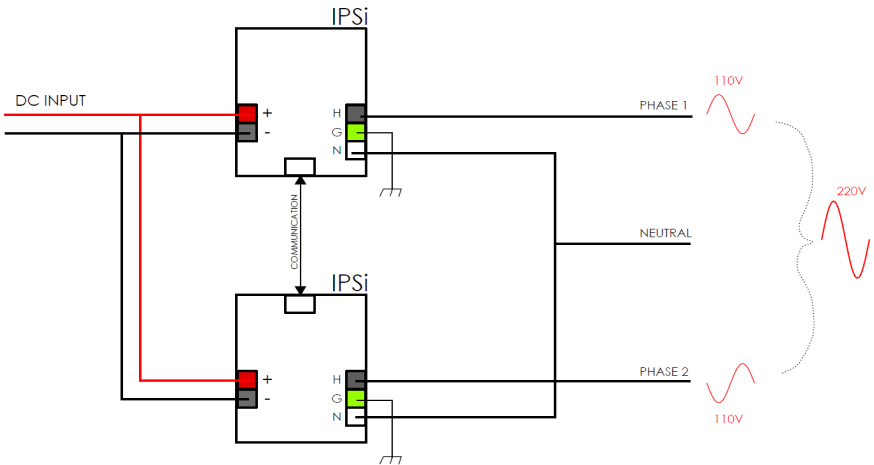 IPSi
DC INPUT
+
-
H
G
N
PHASE 1
110V
COMMUNICATION
NEUTRAL
220V
IPSi
+
-
H
G
N
PHASE 2
110V